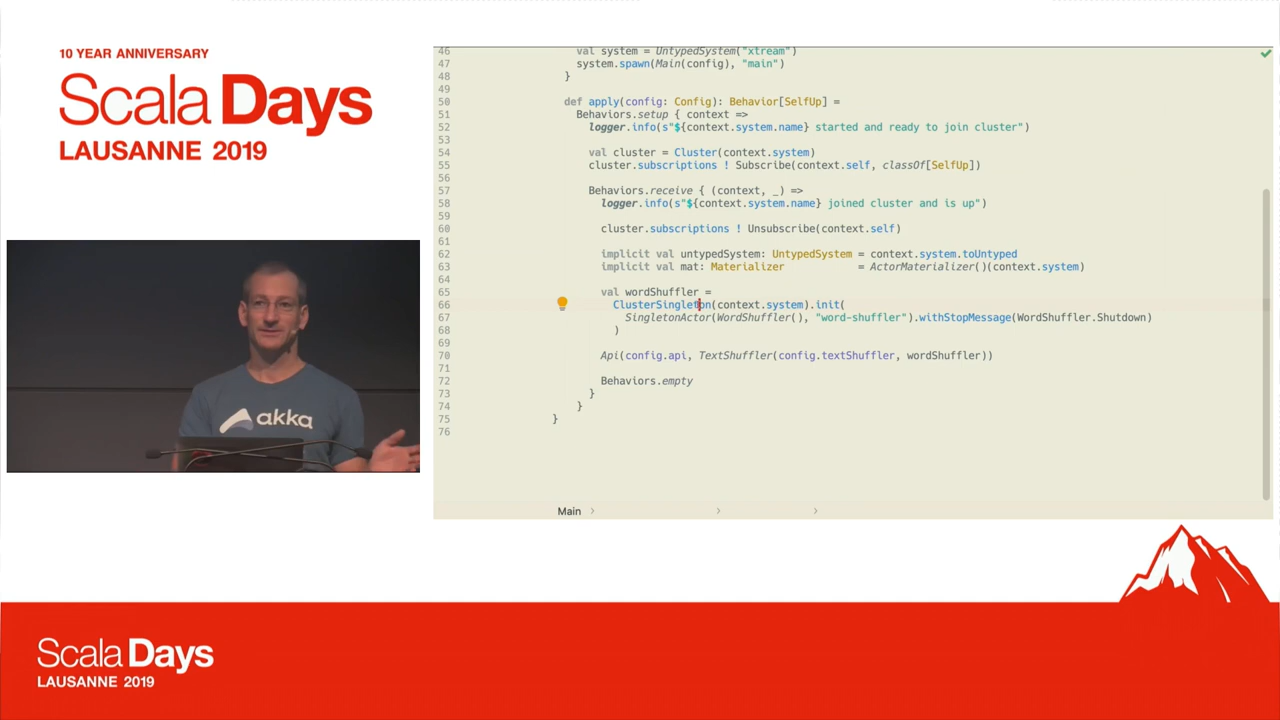 10 YEAR ANNIVERSARY
Scala Days
LAUSANNE 2019
akka
46 val system = UntypedSystem("xtream")
47 system.spawn(Main(config), "main")
48 }
49
50 def apply(config: Config): Behavior[SelfUp] =
51 Behaviors.setup { context =>
52 logger.info(s"${context.system.name} started and ready to join cluster")
53
54 val cluster = Cluster(context.system)
55 cluster.subscriptions ! Subscribe(context.self, classOf[SelfUp])
56
57 Behaviors.receive { (context, _) =>
58 logger.info(s"${context.system.name} joined cluster and is up")
59
60 cluster.subscriptions ! Unsubscribe(context.self)
61
62 implicit val untypedSystem: UntypedSystem = context.system.toUntyped
63 implicit val mat: Materializer = ActorMaterializer()(context.system)
64
65 val wordShuffler =
66 ClusterSingleton(context.system).init(
67 SingletonActor(WordShuffler(), "word-shuffler").withStopMessage(WordShuffler.Shutdown)
68 )
69
70 Api(config.api, TextShuffler(config.textShuffler, wordShuffler))
71
72 Behaviors.empty
73 }
74 }
75 }
76
Main
Scala Days
LAUSANNE 2019